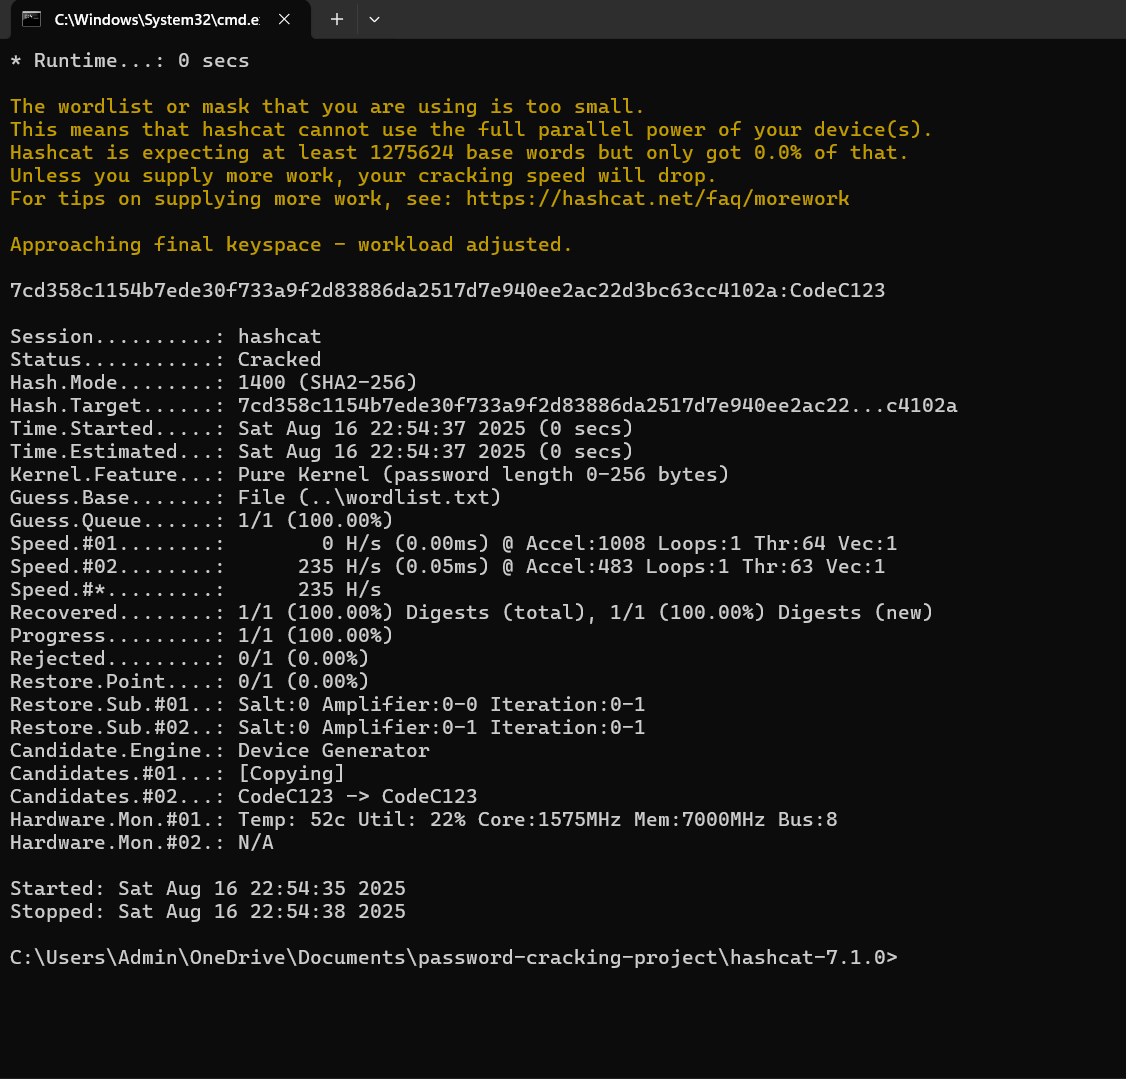 C:\Windows\System32\cmd.e
* Runtime...: 0 secs
The wordlist or mask that you are using is too small.
This means that hashcat cannot use the full parallel power of your device(s).
Hashcat is expecting at least 1275624 base words but only got 0.0% of that.
Unless you supply more work, your cracking speed will drop.
For tips on supplying more work, see: https://hashcat.net/faq/morework
Approaching final keyspace - workload adjusted.
7cd358c1154b7ede30f733a9f2d83886da2517d7e940ee2ac22d3bc63cc4102a:CodeC123
Session..........: hashcat
Status...........: Cracked
Hash.Mode........: 1400 (SHA2-256)
Hash.Target......: 7cd358c1154b7ede30f733a9f2d83886da2517d7e940ee2ac22...c4102a
Time.Started.....: Sat Aug 16 22:54:37 2025 (0 secs)
Time.Estimated...: Sat Aug 16 22:54:37 2025 (0 secs)
Kernel.Feature...: Pure Kernel (password length 0-256 bytes)
Guess.Base.......: File (..\wordlist.txt)
Guess.Queue......: 1/1 (100.00%)
Speed.#01........:        0 H/s (0.00ms) @ Accel:1008 Loops:1 Thr:64 Vec:1
Speed.#02........:      235 H/s (0.05ms) @ Accel:483 Loops:1 Thr:63 Vec:1
Speed.#*.........:      235 H/s
Recovered........: 1/1 (100.00%) Digests (total), 1/1 (100.00%) Digests (new)
Progress.........: 1/1 (100.00%)
Rejected.........: 0/1 (0.00%)
Restore.Point....: 0/1 (0.00%)
Restore.Sub.#01..: Salt:0 Amplifier:0-0 Iteration:0-1
Restore.Sub.#02..: Salt:0 Amplifier:0-1 Iteration:0-1
Candidate.Engine.: Device Generator
Candidates.#01...: [Copying]
Candidates.#02...: CodeC123 -> CodeC123
Hardware.Mon.#01.: Temp: 52c Util: 22% Core:1575MHz Mem:7000MHz Bus:8
Hardware.Mon.#02.: N/A
Started: Sat Aug 16 22:54:35 2025
Stopped: Sat Aug 16 22:54:38 2025
C:\Users\Admin\OneDrive\Documents\password-cracking-project\hashcat-7.1.0>